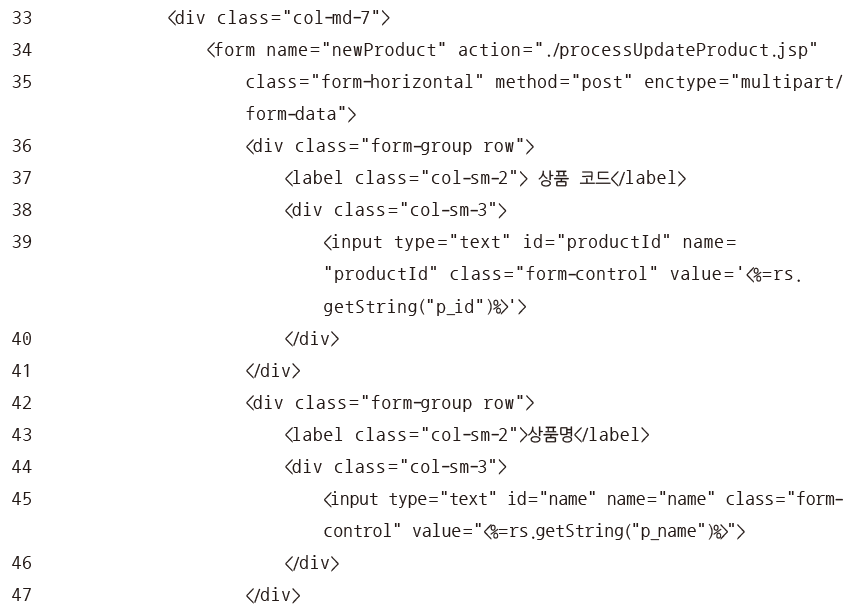 33 <div class="col-md-7">
34 <form name="newProduct" action="./processUpdateProduct.jsp"
35 class="form-horizontal" method="post" enctype="multipart/
form-data">
36 <div class="form-group row">
37 <label class="col-sm-2"> 상품 코드</label>
38 <div class="col-sm-3">
39 <input type="text" id="productId" name=
"productId" class="form-control" value='<%=rs.
getString("p_id")%>'>
40 </div>
41 </div>
42 <div class="form-group row">
43 <label class="col-sm-2">상품명</label>
44 <div class="col-sm-3">
45 <input type="text" id="name" name="name" class="form-
control" value="<%=rs.getString("p_name")%>">
46 </div>
47 </div>